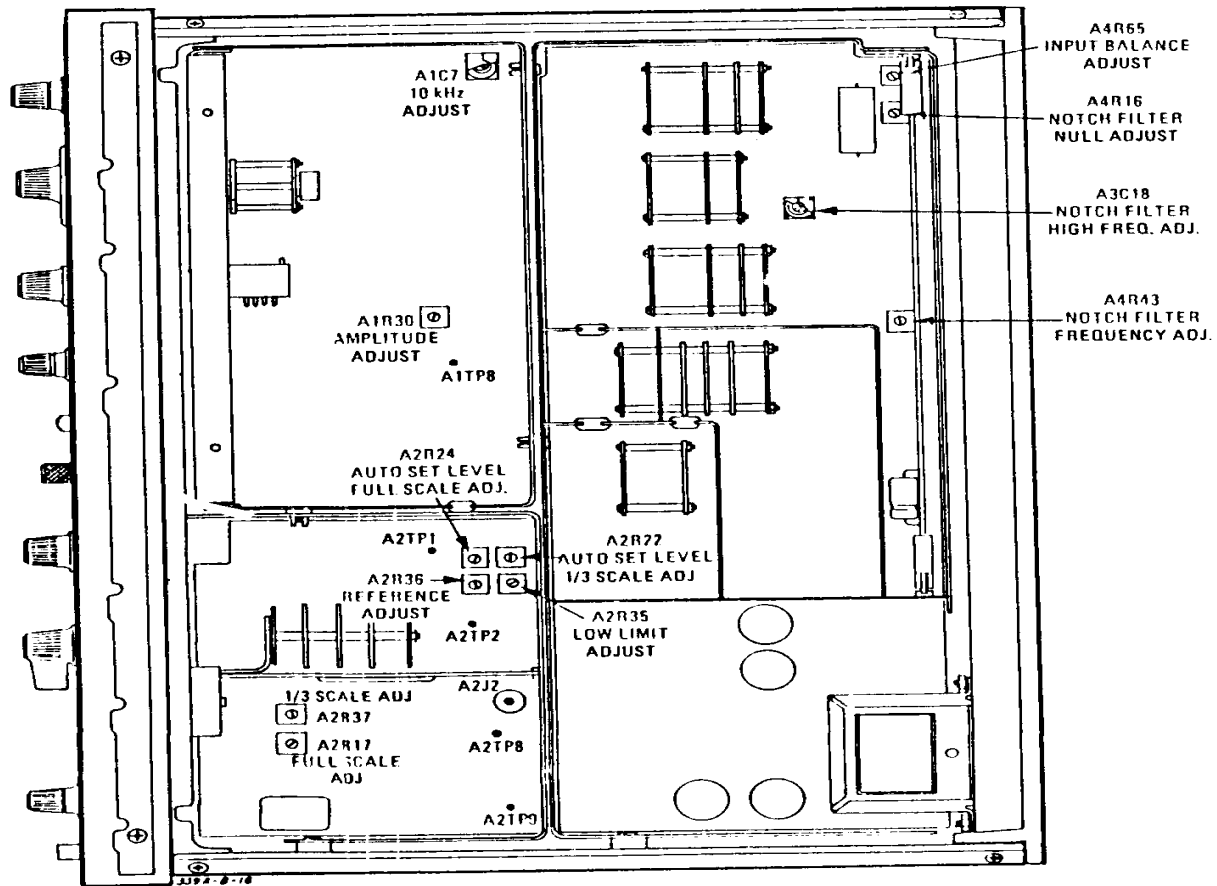 A4R65
INPUT BALANCE
ADJUST
A1C7
10 kHz
ADJUST
A4R16
NOTCH FILTER
NULL ADJUST
A3C18
NOTCH FILTER
HIGH FREQ. ADJ.
A4R43
NOTCH FILTER
FREQUENCY ADJ.
A1R30
AMPLITUDE
ADJUST
A1TP8
A2R24
AUTO SET LEVEL
FULL SCALE ADJ.
A2TP1
A2R22
AUTO SET LEVEL
1/3 SCALE ADJ
A2R36
REFERENCE
ADJUST
A2R35
LOW LIMIT
ADJUST
A2TP2
1/3 SCALE ADJ
A2R37
A2J2
A2R17
FULL SCALE
ADJ
A2TP8
A2TP9
339A-B-18